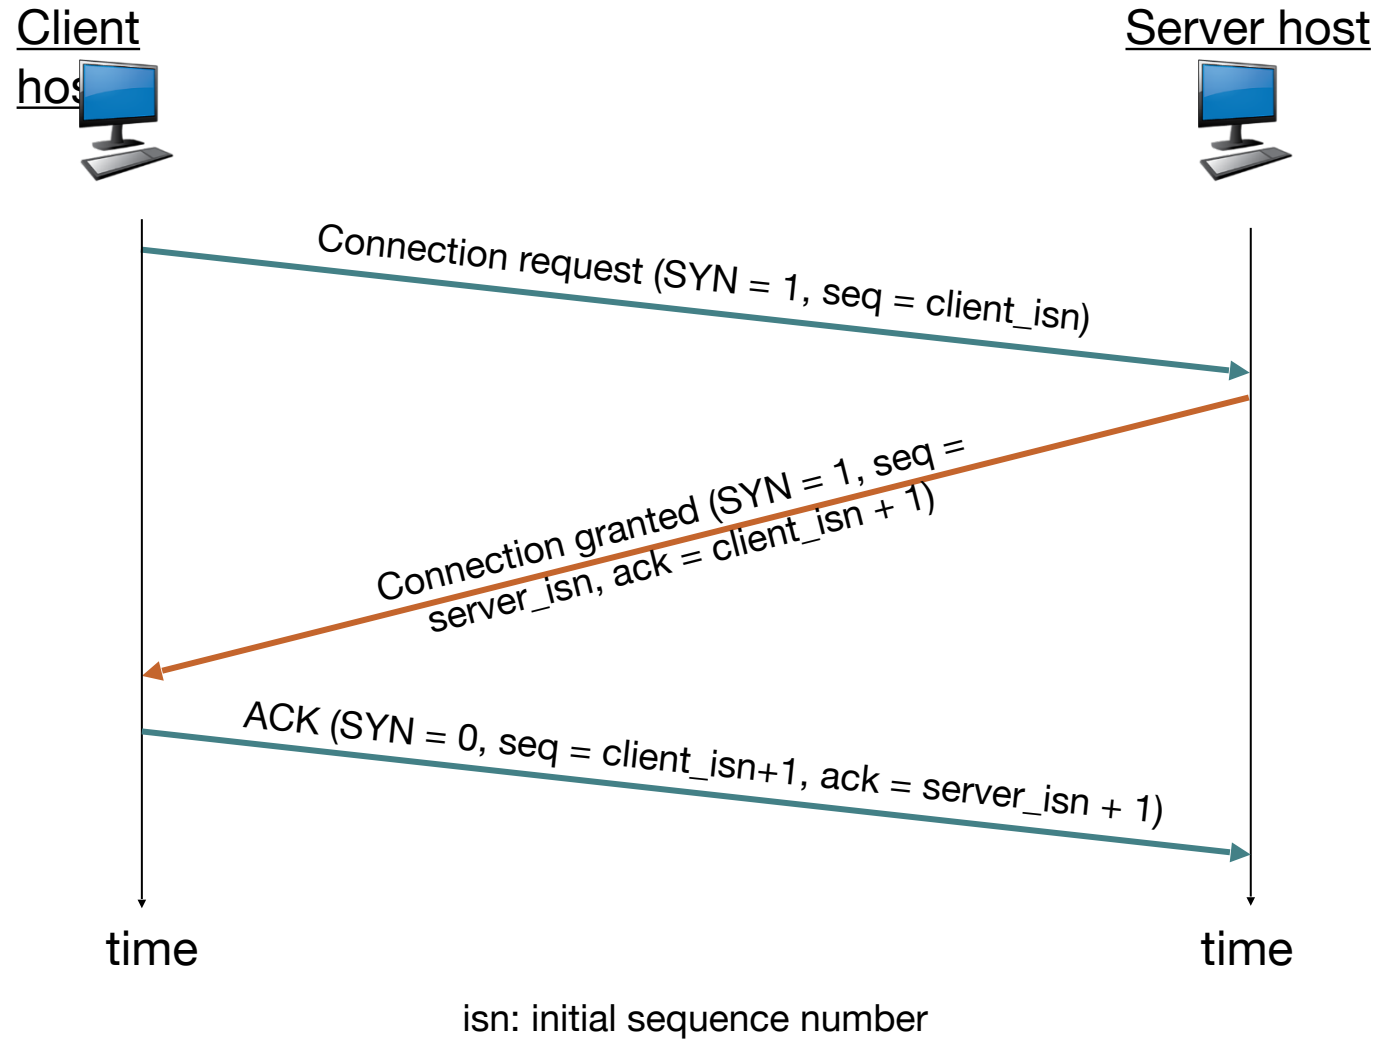 Client
Server host
Connection request (SYN = 1, seq = client_isn)
Connection granted (SYN = 1, seq =
server_isn, ack = client_isn + 1)
ACK (SYN = 0, seq = client_isn+1, ack = server_isn + 1)
time
time
isn: initial sequence number